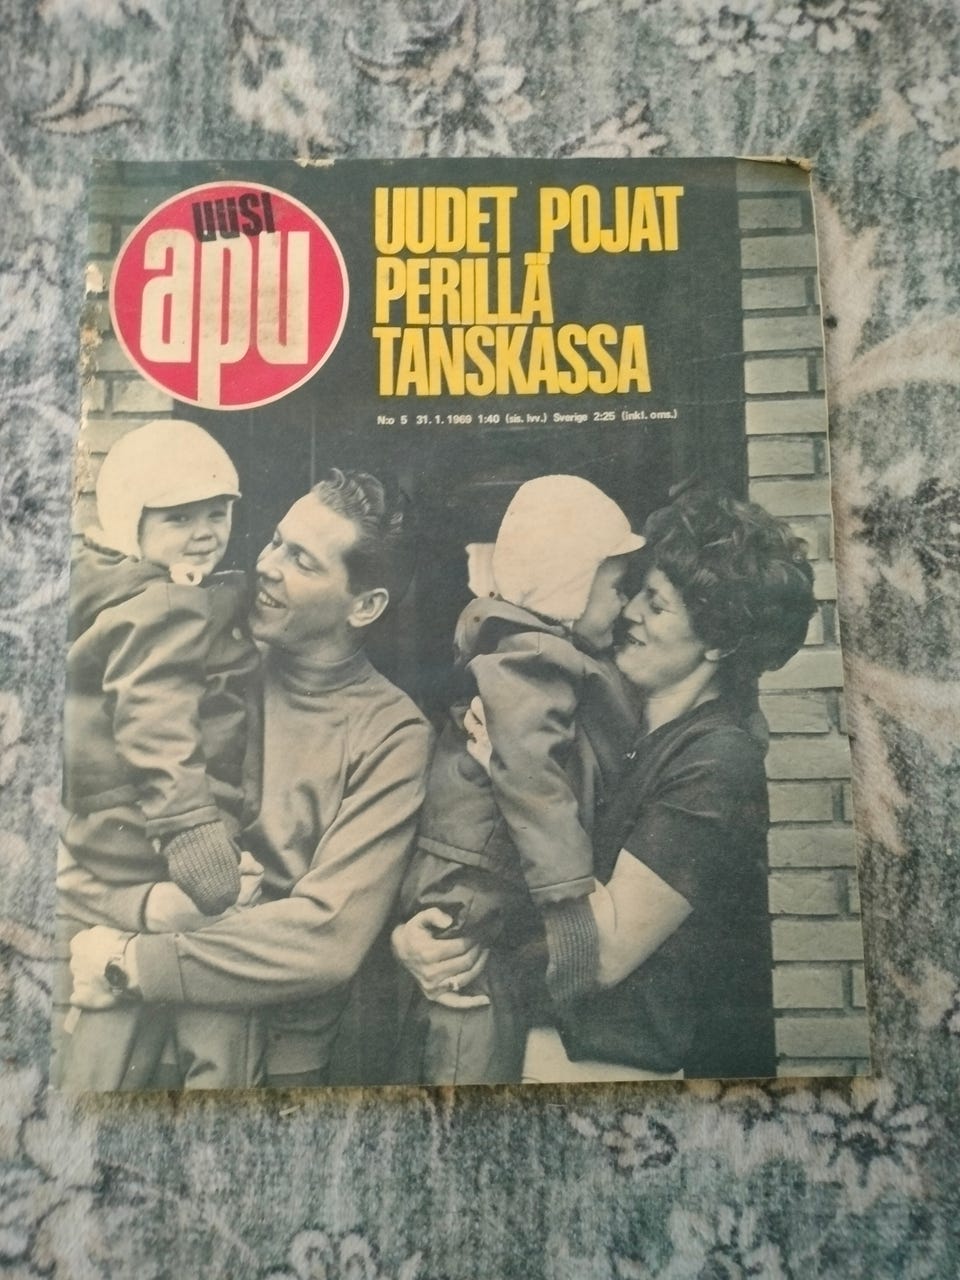 uusi
apu
UUDET POJAT
PERILLÄ
TANSKASSA
N:o 5 31. 1. 1969 1:40 (sis. lvv.) Sverige 2:25 (inkl. oms.)